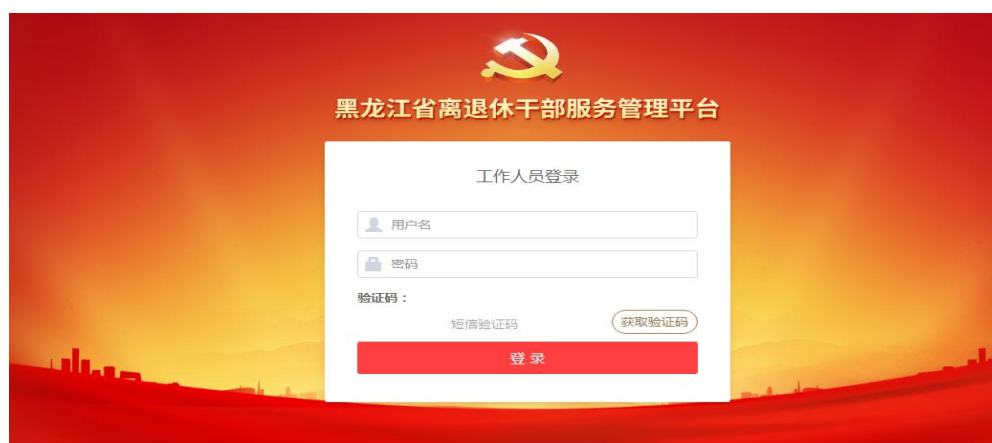 黑龙江省离退休干部服务管理平台
工作人员登录
用户名
密码
验证码：
短信验证码 获取验证码
登 录